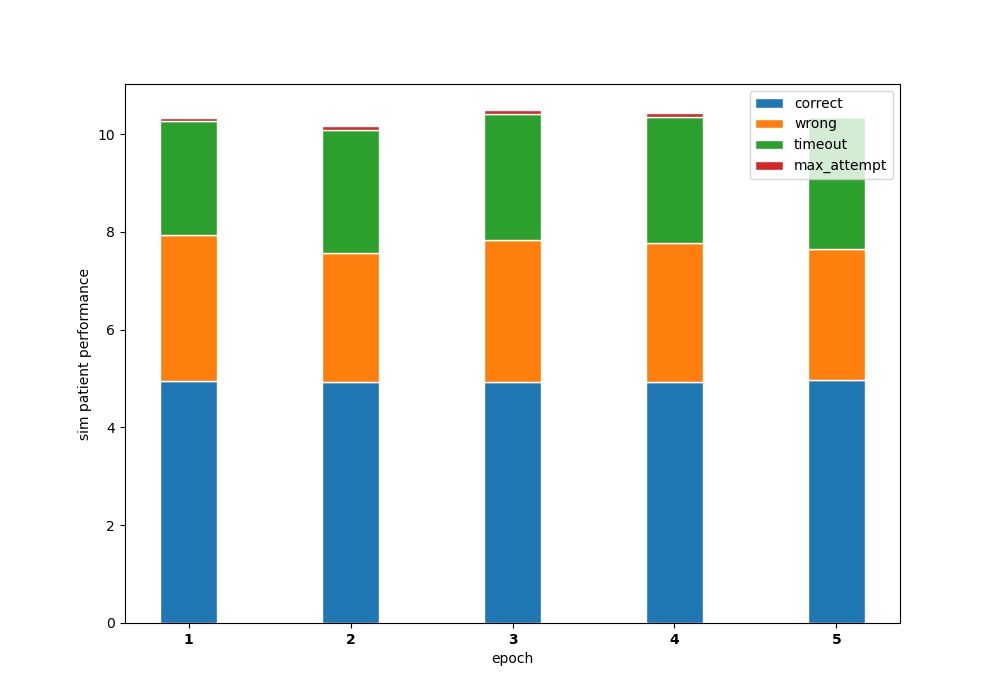 correct
wrong
timeout
max_attempt
sim patient performance
10
8
6
4
2
0
1 2 3 4 5
epoch